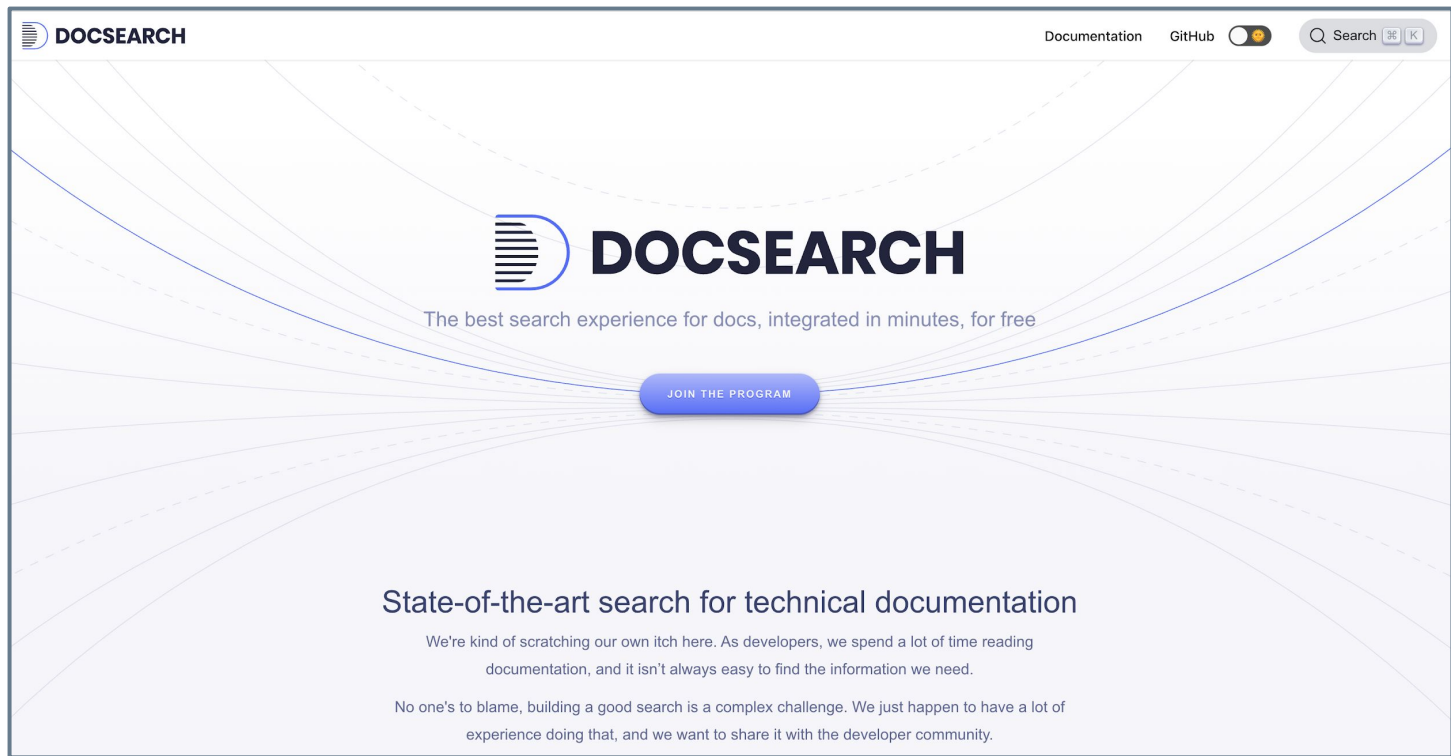 DOCSEARCH
Documentation GitHub Search ⌘ K
DOCSEARCH
The best search experience for docs, integrated in minutes, for free
JOIN THE PROGRAM
State-of-the-art search for technical documentation
We're kind of scratching our own itch here. As developers, we spend a lot of time reading
documentation, and it isn’t always easy to find the information we need.
No one's to blame, building a good search is a complex challenge. We just happen to have a lot of
experience doing that, and we want to share it with the developer community.